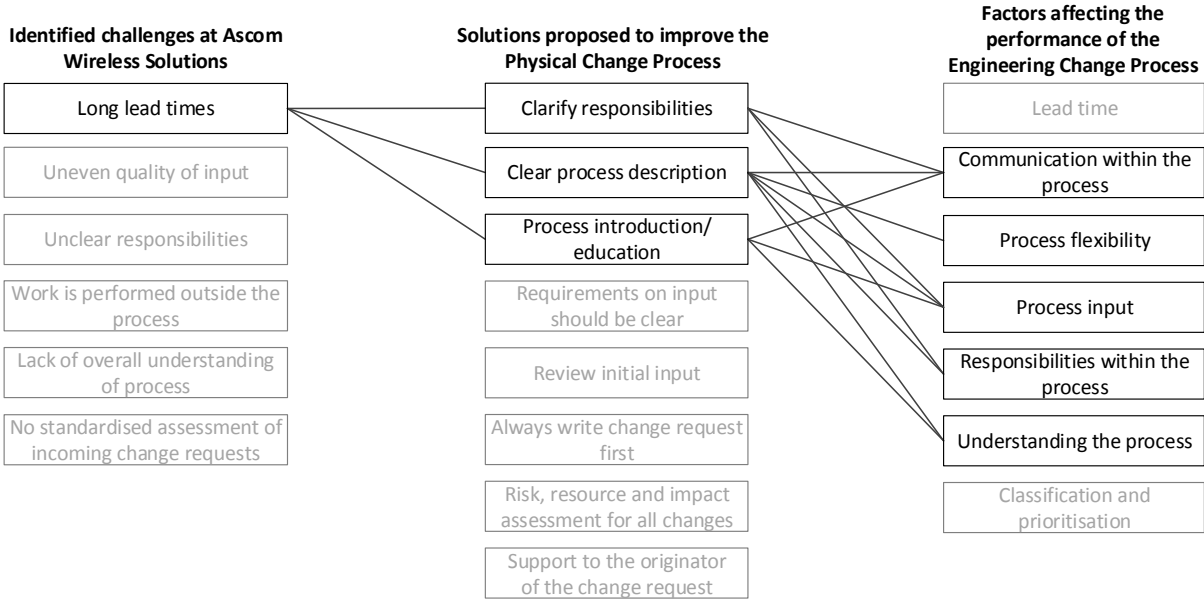 Identified challenges at Ascom
Wireless Solutions
Long lead times
Uneven quality of input
Unclear responsibilities
Work is performed outside the
process
Lack of overall understanding
of process
No standardised assessment of
incoming change requests
Solutions proposed to improve the
Physical Change Process
Clarify responsibilities
Clear process description
Process introduction/
education
Requirements on input
should be clear
Review initial input
Always write change request
first
Risk, resource and impact
assessment for all changes
Support to the originator
of the change request
Factors affecting the
performance of the
Engineering Change Process
Lead time
Communication within the
process
Process flexibility
Process input
Responsibilities within the
process
Understanding the process
Classification and
prioritisation